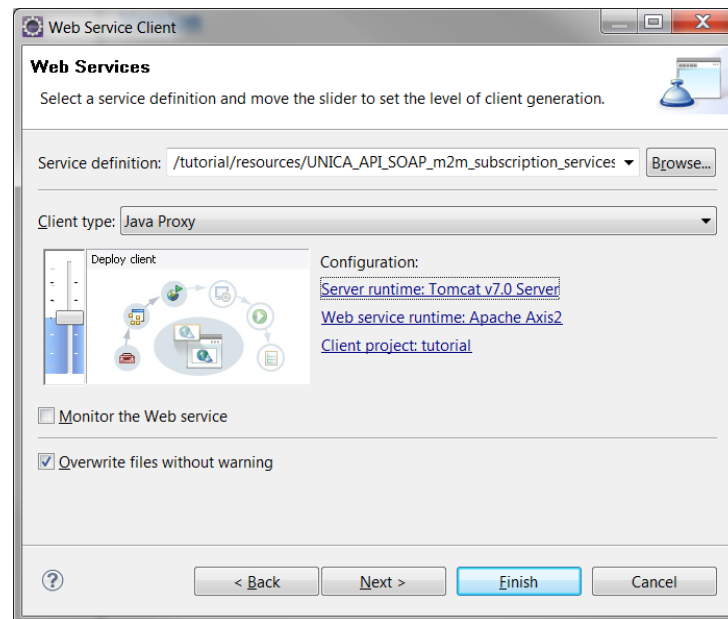 Web Service Client
Web Services
Select a service definition and move the slider to set the level of client generation.
Service definition: /tutorial/resources/UNICA_API_SOAP_m2m_subscription_services Browse...
Client type: Java Proxy
Deploy client
Configuration:
Server runtime: Tomcat v7.0 Server
Web service runtime: Apache Axis2
Client project: tutorial
Monitor the Web service
Overwrite files without warning
? < Back Next > Finish Cancel